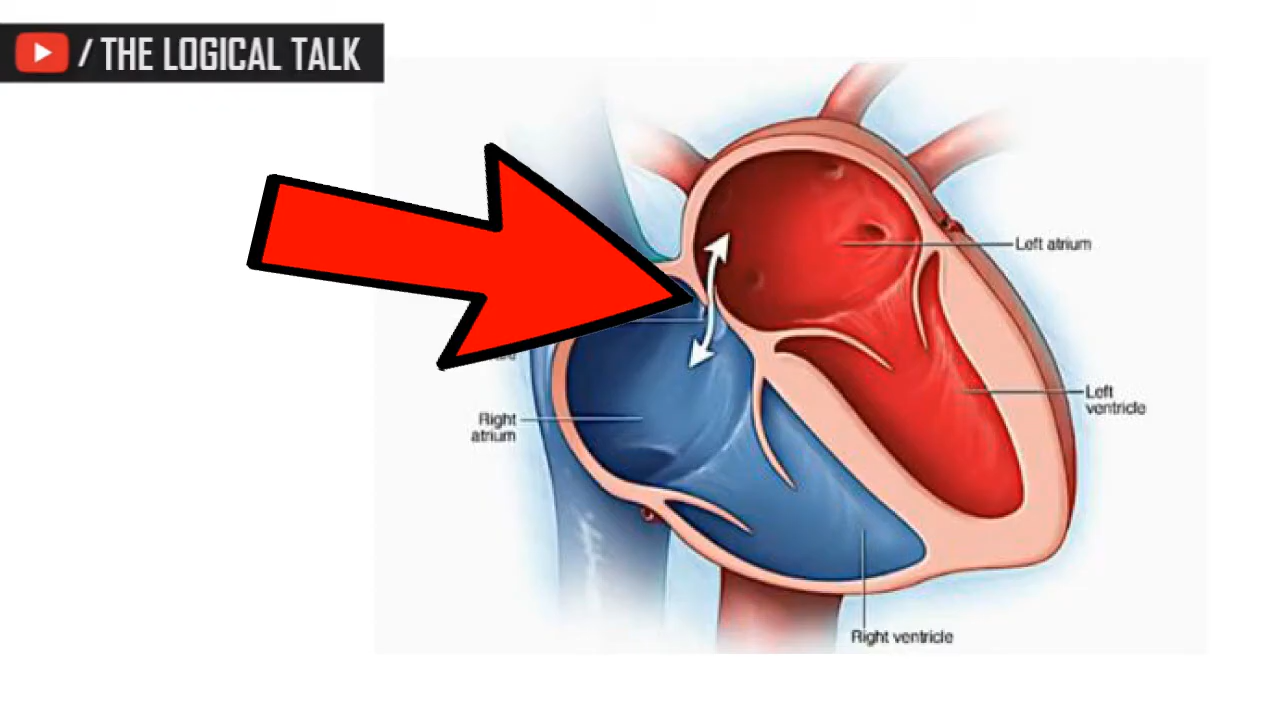 / THE LOGICAL TALK
Left atrium
Left
ventricle
Right
atrium
Right ventricle